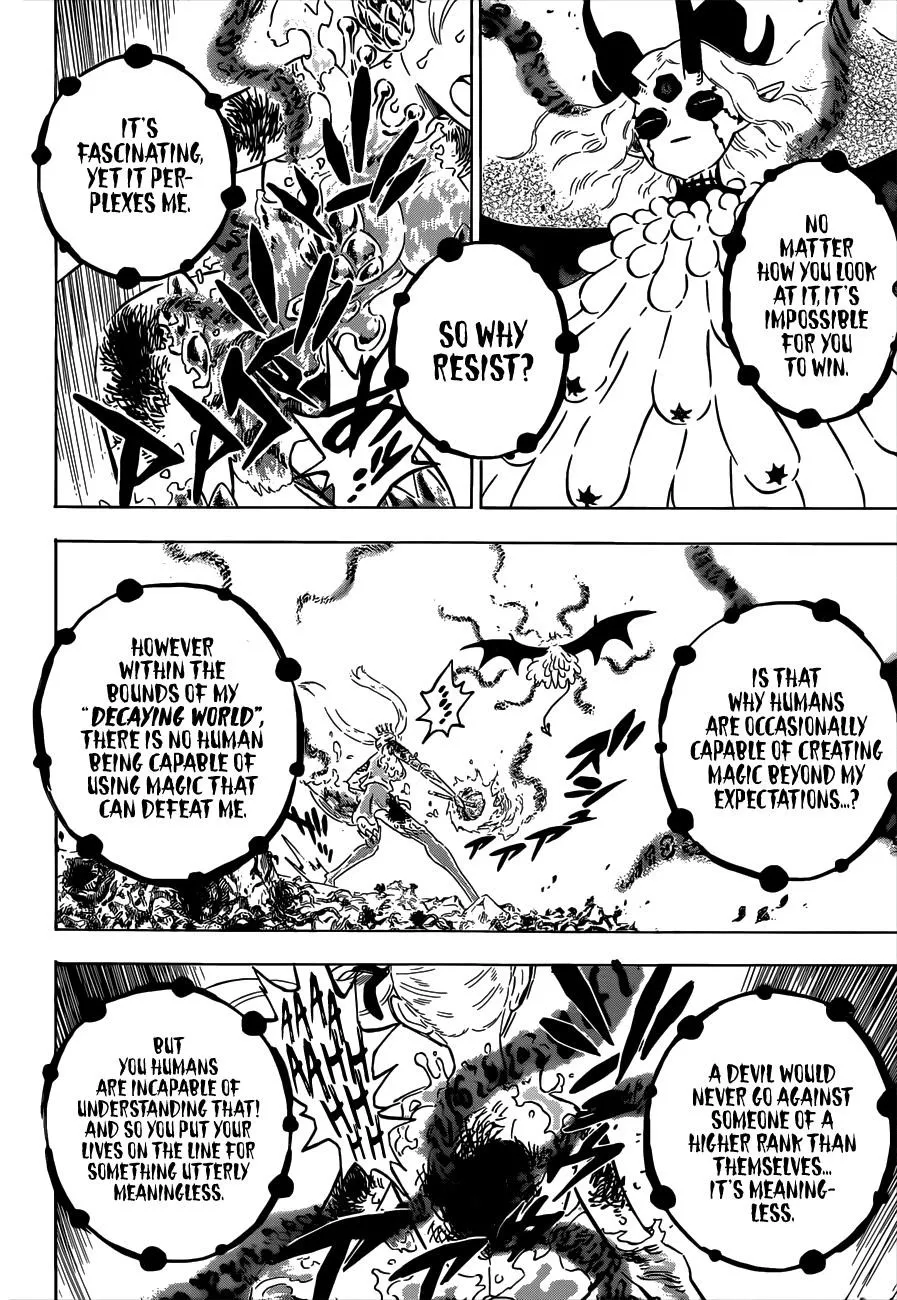 NO
MATTER
HOW YOU LOOK
AT IT, IT'S
IMPOSSIBLE
FOR YOU
TO WIN.
SO WHY
RESIST?
IT'S
FASCINATING,
YET IT PER-
PLEXES ME.
あ
IS THAT
WHY HUMANS
ARE OCCASIONALLY
CAPABLE OF CREATING
MAGIC BEYOND MY
EXPECTATIONS...?
HOWEVER
WITHIN THE
BOUNDS OF MY
"DECAYING WORLD",
THERE IS NO HUMAN
BEING CAPABLE OF
USING MAGIC THAT
CAN DEFEAT ME.
A DEVIL WOULD
NEVER GO AGAINST
SOMEONE OF A
HIGHER RANK THAN
THEMSELVES...
IT'S MEANING-
LESS.
AAAA
AAHH
HHH
HH
BUT
YOU HUMANS
ARE INCAPABLE OF
UNDERSTANDING THAT!
AND SO YOU PUT YOUR
LIVES ON THE LINE FOR
SOMETHING UTTERLY
MEANINGLESS.